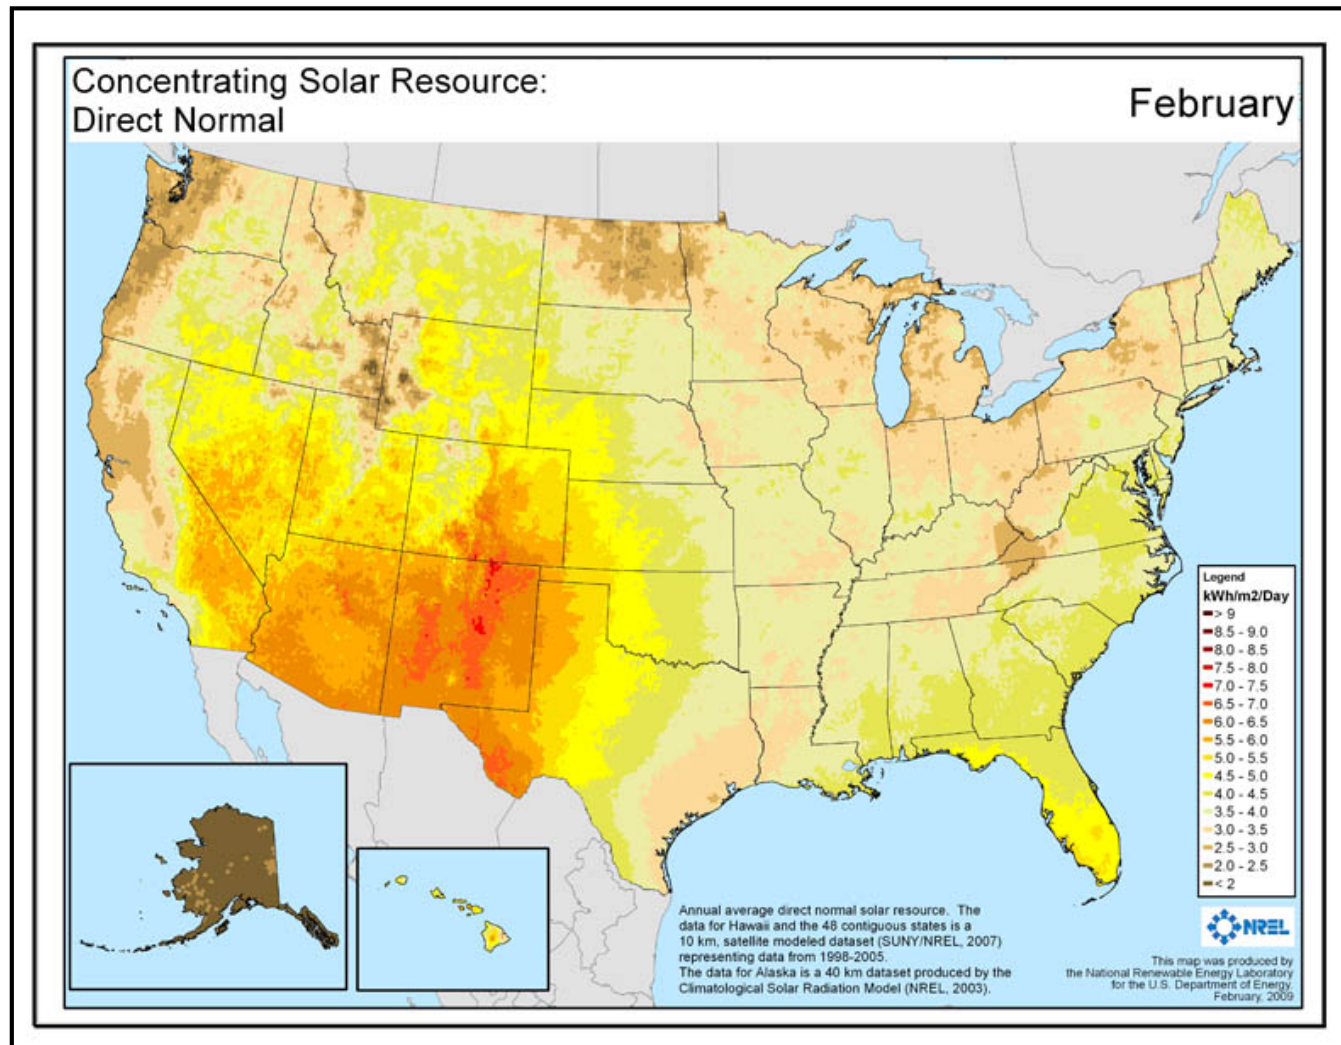 Concentrating Solar Resource:
Direct Normal
February
Legend
kWh/m2/Day
> 9
8.5 - 9.0
8.0 - 8.5
7.5 - 8.0
7.0 - 7.5
6.5 - 7.0
6.0 - 6.5
5.5 - 6.0
5.0 - 5.5
4.5 - 5.0
4.0 - 4.5
3.5 - 4.0
3.0 - 3.5
2.5 - 3.0
2.0 - 2.5
< 2
Annual average direct normal solar resource. The
data for Hawaii and the 48 contiguous states is a
10 km, satellite modeled dataset (SUNY/NREL, 2007)
representing data from 1998-2005.
The data for Alaska is a 40 km dataset produced by the
Climatological Solar Radiation Model (NREL, 2003).
NREL
This map was produced by
the National Renewable Energy Laboratory
for the U.S. Department of Energy.
February, 2009